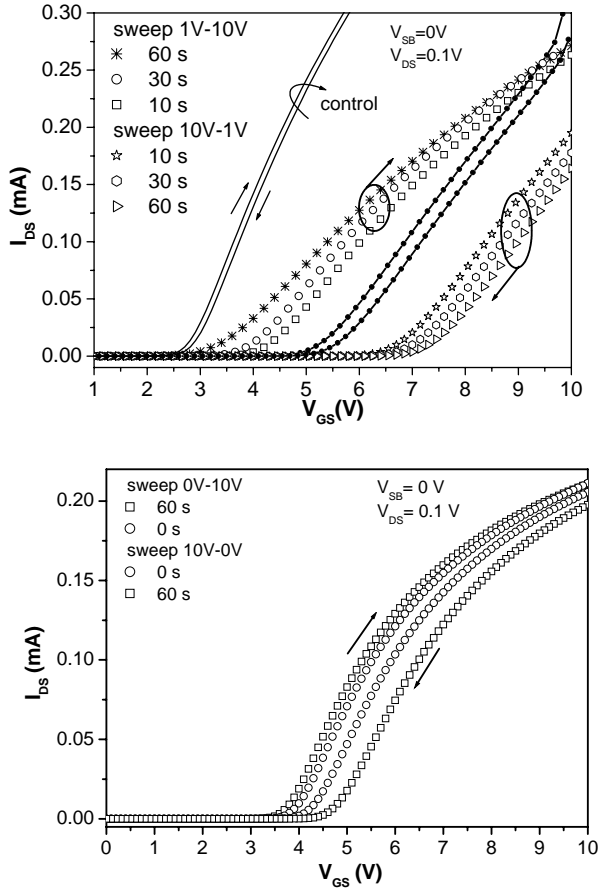 sweep 1V-10V
60 s
30 s
10 s
sweep 10V-1V
10 s
30 s
60 s
V_SB=0V
V_DS=0.1V
control
0.30
0.25
0.20
0.15
0.10
0.05
0.00
I_DS (mA)
1 2 3 4 5 6 7 8 9 10
V_GS(V)
sweep 0V-10V
60 s
0 s
sweep 10V-0V
0 s
60 s
V_SB=0 V
V_DS=0.1 V
0.20
0.15
0.10
0.05
0.00
I_DS (mA)
0 1 2 3 4 5 6 7 8 9 10
V_GS (V)